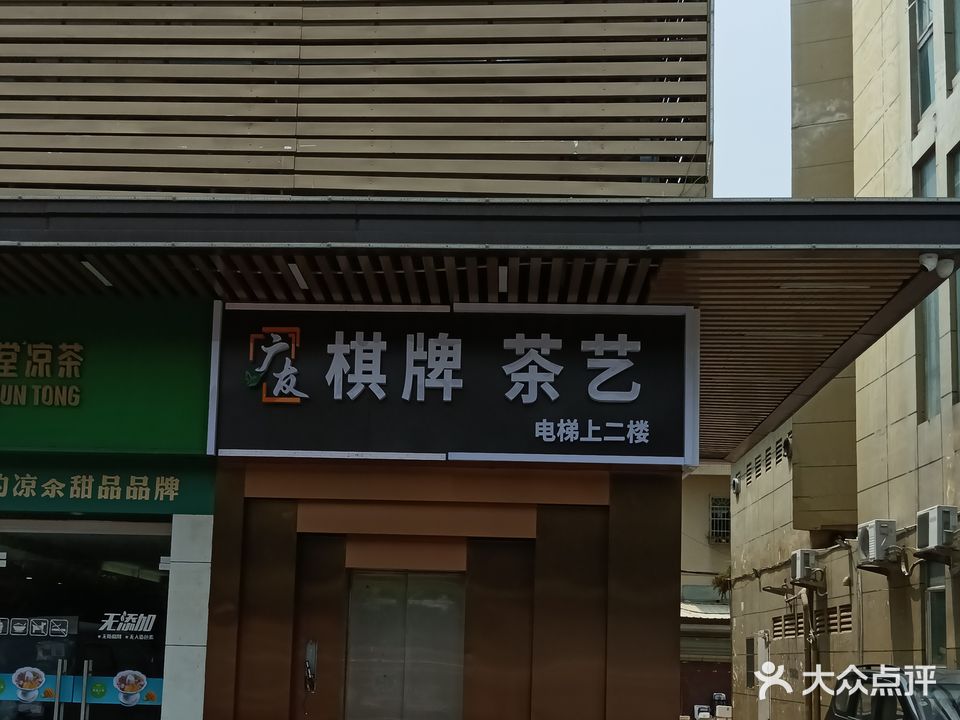 堂凉茶
UN TONG
的凉茶甜品品牌
无添加
广友
棋牌 茶艺
电梯上二楼
大众点评